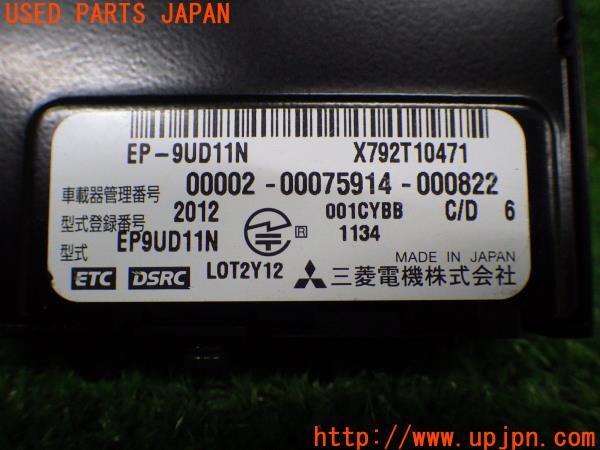 USED PARTS JAPAN
EP-9UD11N X792T10471
車載器管理番号 00002-00075914-000822
型式登録番号 2012 001CYBB C/D 6
型式 EP9UD11N R 1134
MADE IN JAPAN
ETC DSRC LOT2Y12 三菱電機株式会社
http://www.upjpn.com/